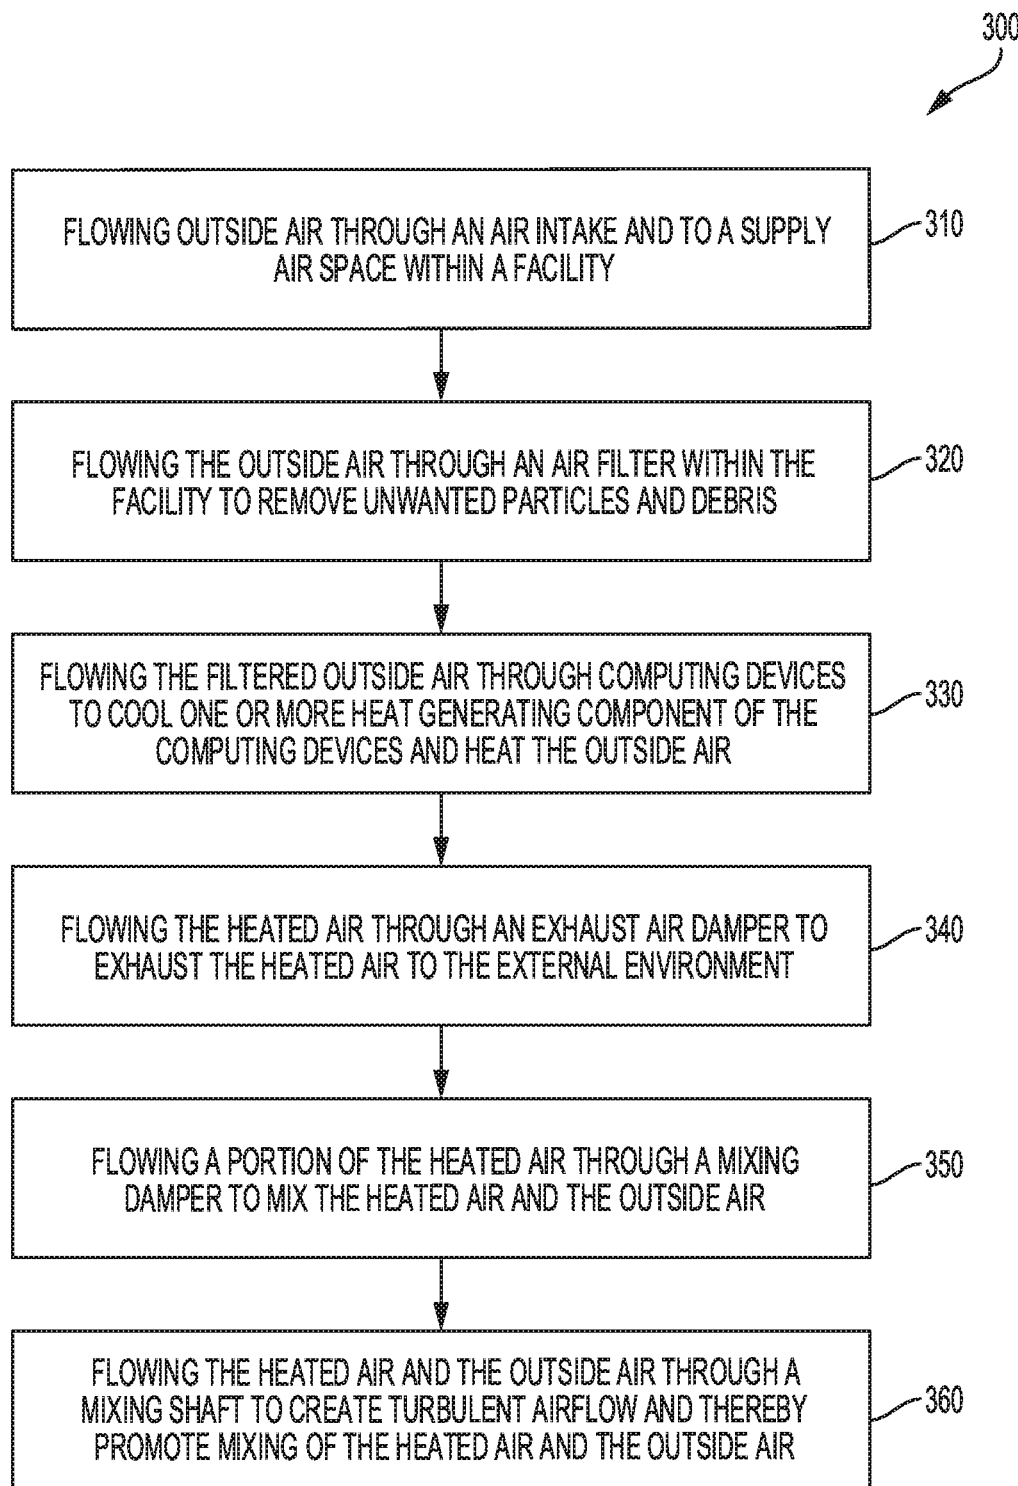 300
FLOWING OUTSIDE AIR THROUGH AN AIR INTAKE AND TO A SUPPLY
AIR SPACE WITHIN A FACILITY
310
FLOWING THE OUTSIDE AIR THROUGH AN AIR FILTER WITHIN THE
FACILITY TO REMOVE UNWANTED PARTICLES AND DEBRIS
320
FLOWING THE FILTERED OUTSIDE AIR THROUGH COMPUTING DEVICES
TO COOL ONE OR MORE HEAT GENERATING COMPONENT OF THE
COMPUTING DEVICES AND HEAT THE OUTSIDE AIR
330
FLOWING THE HEATED AIR THROUGH AN EXHAUST AIR DAMPER TO
EXHAUST THE HEATED AIR TO THE EXTERNAL ENVIRONMENT
340
FLOWING A PORTION OF THE HEATED AIR THROUGH A MIXING
DAMPER TO MIX THE HEATED AIR AND THE OUTSIDE AIR
350
FLOWING THE HEATED AIR AND THE OUTSIDE AIR THROUGH A
MIXING SHAFT TO CREATE TURBULENT AIRFLOW AND THEREBY
PROMOTE MIXING OF THE HEATED AIR AND THE OUTSIDE AIR
360